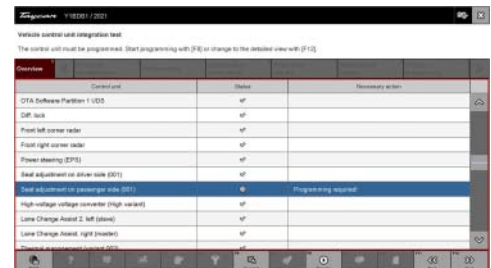 Taycan Y1BDB1 / 2021
Vehicle control unit integration test
The control unit must be programmed. Start programming with [F8] or change to the detailed view with [F12].
Overview
Control unit Status Necessary action
OTA Software Partition 1 UDS
Diff. lock
Front left corner radar
Front right corner radar
Power steering (EPS)
Seat adjustment on driver side (001)
Seat adjustment on passenger side (001) Programming required!
High-voltage voltage converter (High variant)
Lane Change Assist 2, left (slave)
Lane Change Assist, right (master)
Thermal management (variant 002)